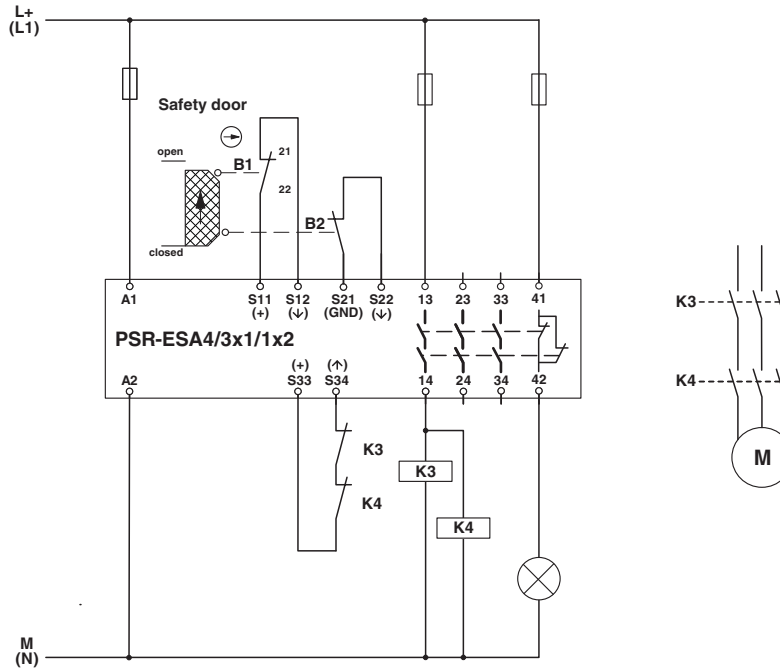 L+
(L1)
Safety door
open
B1
21
22
B2
closed
A1
S11
(+)
S12
(↓)
S21
(GND)
S22
(↓)
13
23
33
41
PSR-ESA4/3x1/1x2
(+)
S33
(↑)
S34
A2
14
24
34
42
K3
K4
K3
K4
K3
K4
M
M
(N)